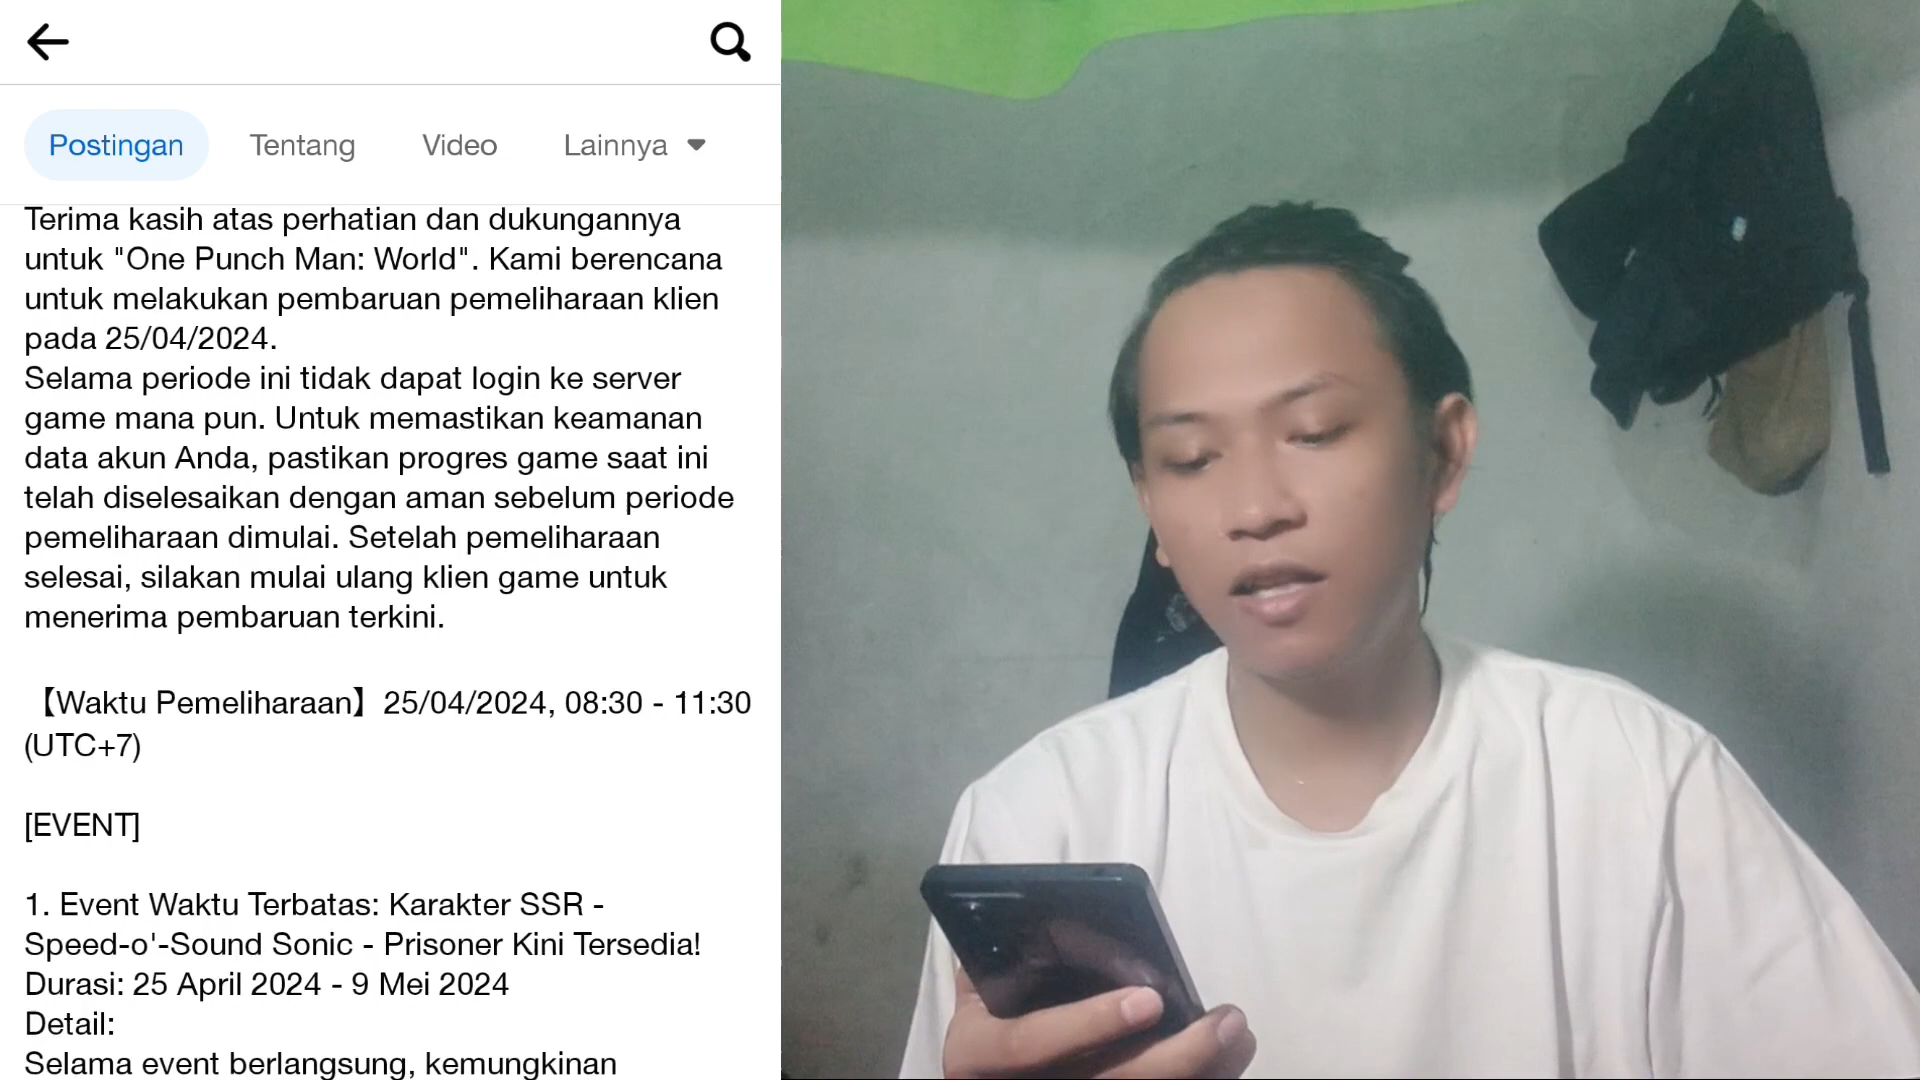 Postingan Tentang Video Lainnya
Terima kasih atas perhatian dan dukungannya
untuk "One Punch Man: World". Kami berencana
untuk melakukan pembaruan pemeliharaan klien
pada 25/04/2024.
Selama periode ini tidak dapat login ke server
game mana pun. Untuk memastikan keamanan
data akun Anda, pastikan progres game saat ini
telah diselesaikan dengan aman sebelum periode
pemeliharaan dimulai. Setelah pemeliharaan
selesai, silakan mulai ulang klien game untuk
menerima pembaruan terkini.
【Waktu Pemeliharaan】25/04/2024, 08:30 - 11:30
(UTC+7)
[EVENT]
1. Event Waktu Terbatas: Karakter SSR -
Speed-o'-Sound Sonic - Prisoner Kini Tersedia!
Durasi: 25 April 2024 - 9 Mei 2024
Detail:
Selama event berlangsung, kemungkinan